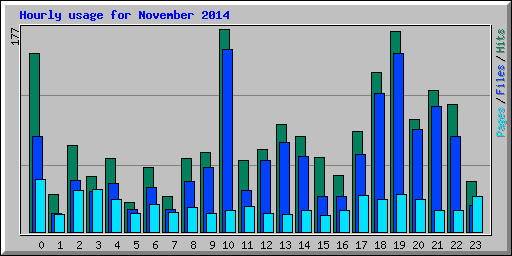 Hourly usage for November 2014
177
Pages / Files / Hits
0 1 2 3 4 5 6 7 8 9 10 11 12 13 14 15 16 17 18 19 20 21 22 23